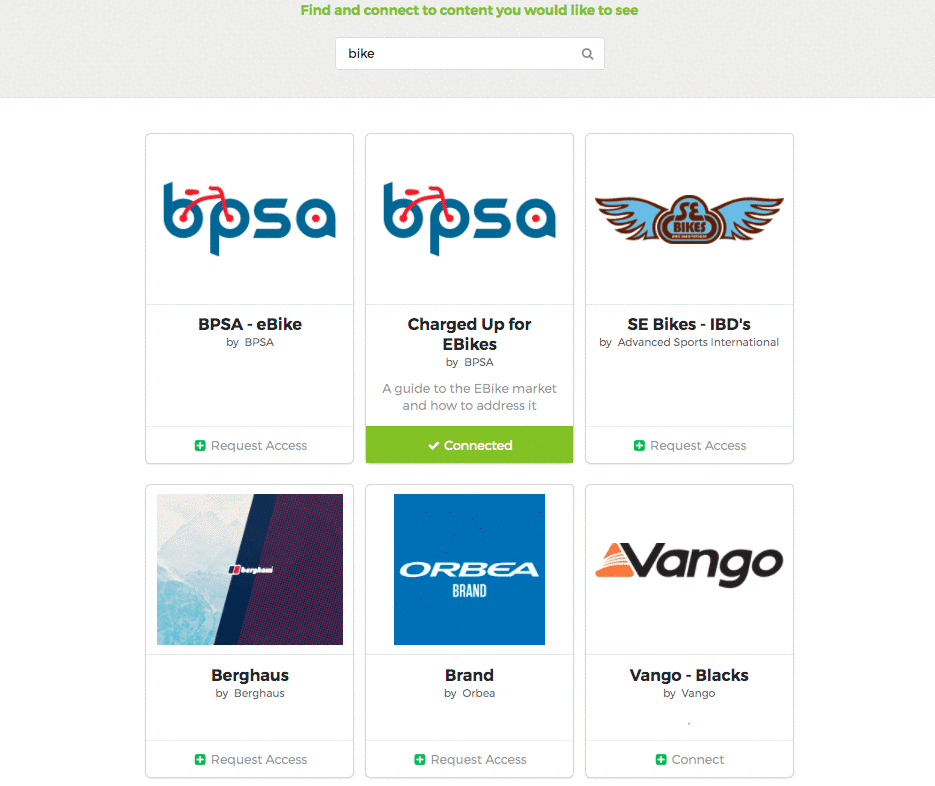 Find and connect to content you would like to see
bike
bpsa
bpsa
SE
BIKES
BPSA - eBike
by BPSA
Charged Up for
EBikes
by BPSA
A guide to the EBike market
and how to address it
SE Bikes - IBD's
by Advanced Sports International
Request Access
Connected
Request Access
berghaus
ORBEA
BRAND
Vango
Berghaus
by Berghaus
Brand
by Orbea
Vango - Blacks
by Vango
.
Request Access
Request Access
Connect